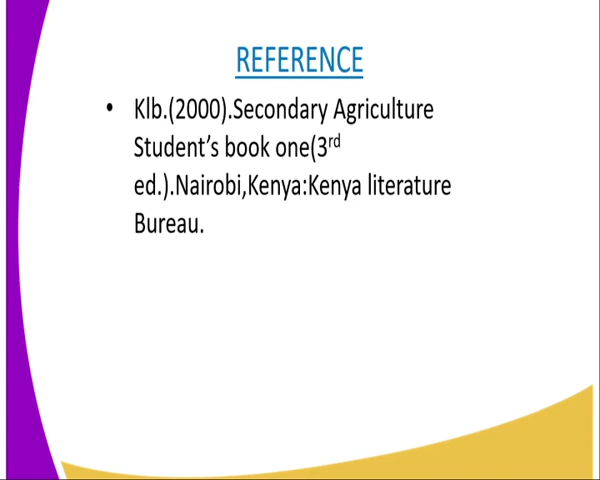 REFERENCE
• Klb.(2000).Secondary Agriculture
Student’s book one(3rd
ed.).Nairobi,Kenya:Kenya literature
Bureau.